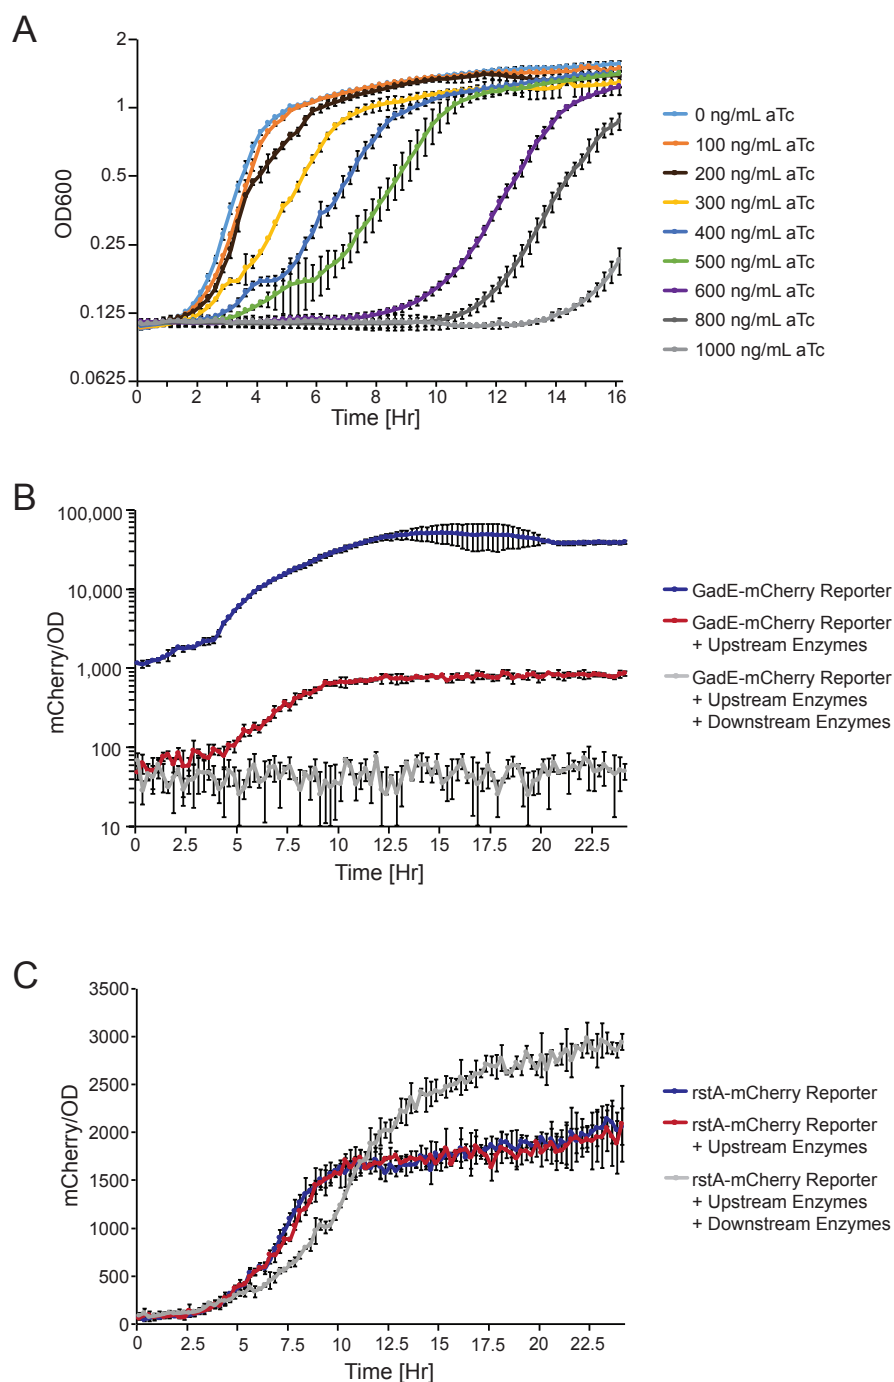 A
2
1
0.5
0.25
0.125
0.0625
OD600
0 2 4 6 8 10 12 14 16
Time [Hr]
0 ng/mL aTc
100 ng/mL aTc
200 ng/mL aTc
300 ng/mL aTc
400 ng/mL aTc
500 ng/mL aTc
600 ng/mL aTc
800 ng/mL aTc
1000 ng/mL aTc
B
100,000
10,000
1,000
100
10
mCherry/OD
0 2.5 5 7.5 10 12.5 15 17.5 20 22.5
Time [Hr]
GadE-mCherry Reporter
GadE-mCherry Reporter
+ Upstream Enzymes
GadE-mCherry Reporter
+ Upstream Enzymes
+ Downstream Enzymes
C
3500
3000
2500
2000
1500
1000
500
0
mCherry/OD
0 2.5 5 7.5 10 12.5 15 17.5 20 22.5
Time [Hr]
rstA-mCherry Reporter
rstA-mCherry Reporter
+ Upstream Enzymes
rstA-mCherry Reporter
+ Upstream Enzymes
+ Downstream Enzymes